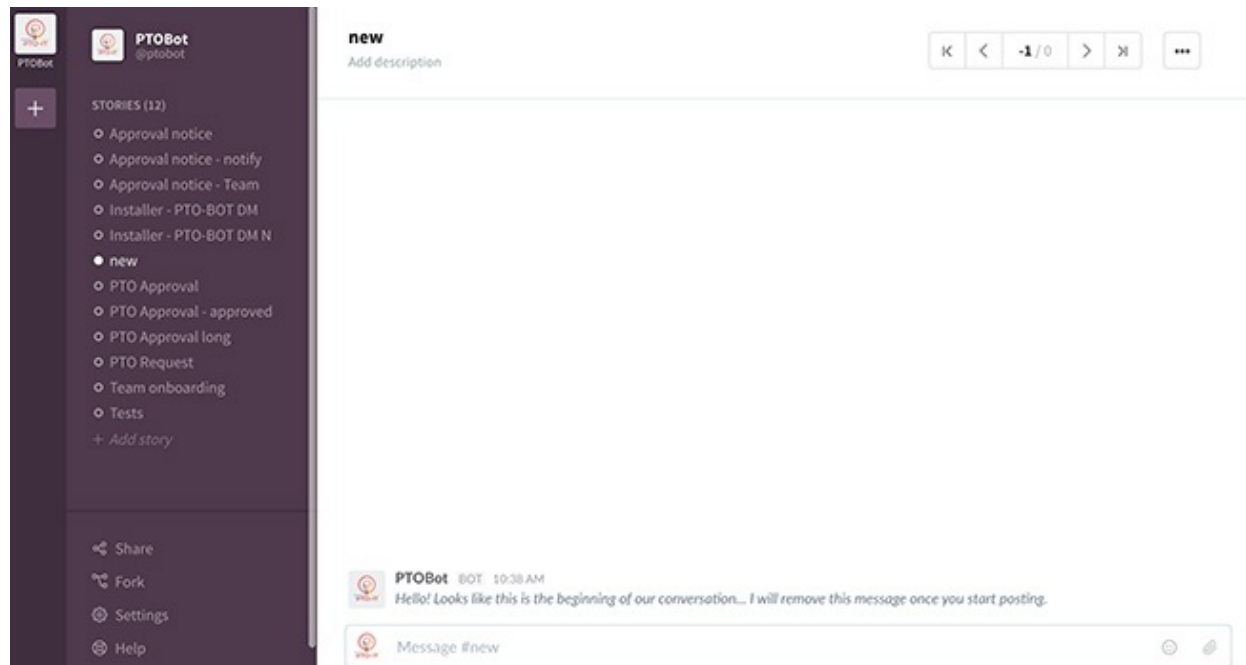 PTOBot
PTOBot
@ptobot
STORIES (12)
Approval notice
Approval notice - notify
Approval notice - Team
Installer - PTO-BOT DM
Installer - PTO-BOT DM N
new
PTO Approval
PTO Approval - approved
PTO Approval long
PTO Request
Team onboarding
Tests
+ Add story
Share
Fork
Settings
Help
new
Add description
-1 / 0
PTOBot BOT 10:38 AM
Hello! Looks like this is the beginning of our conversation... I will remove this message once you start posting.
Message #new